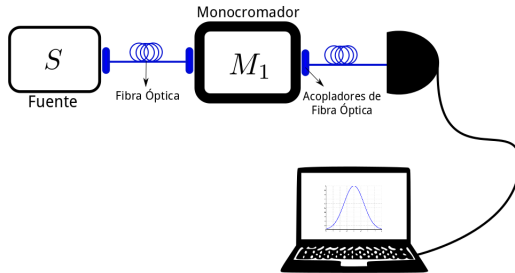 Monocromador
S
M₁
Fuente
Fibra Óptica
Acopladores de
Fibra Óptica